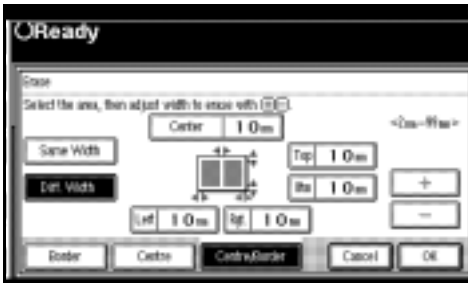 Ready
Erase
Select the area, then adjust width to erase with [+][-].
Center 10mm
<2mm~99mm>
Same Width
Top 10mm
+
Diff. Width
Btm 10mm
-
Left 10mm Rgt. 10mm
Border Centre Centre/Border Cancel OK